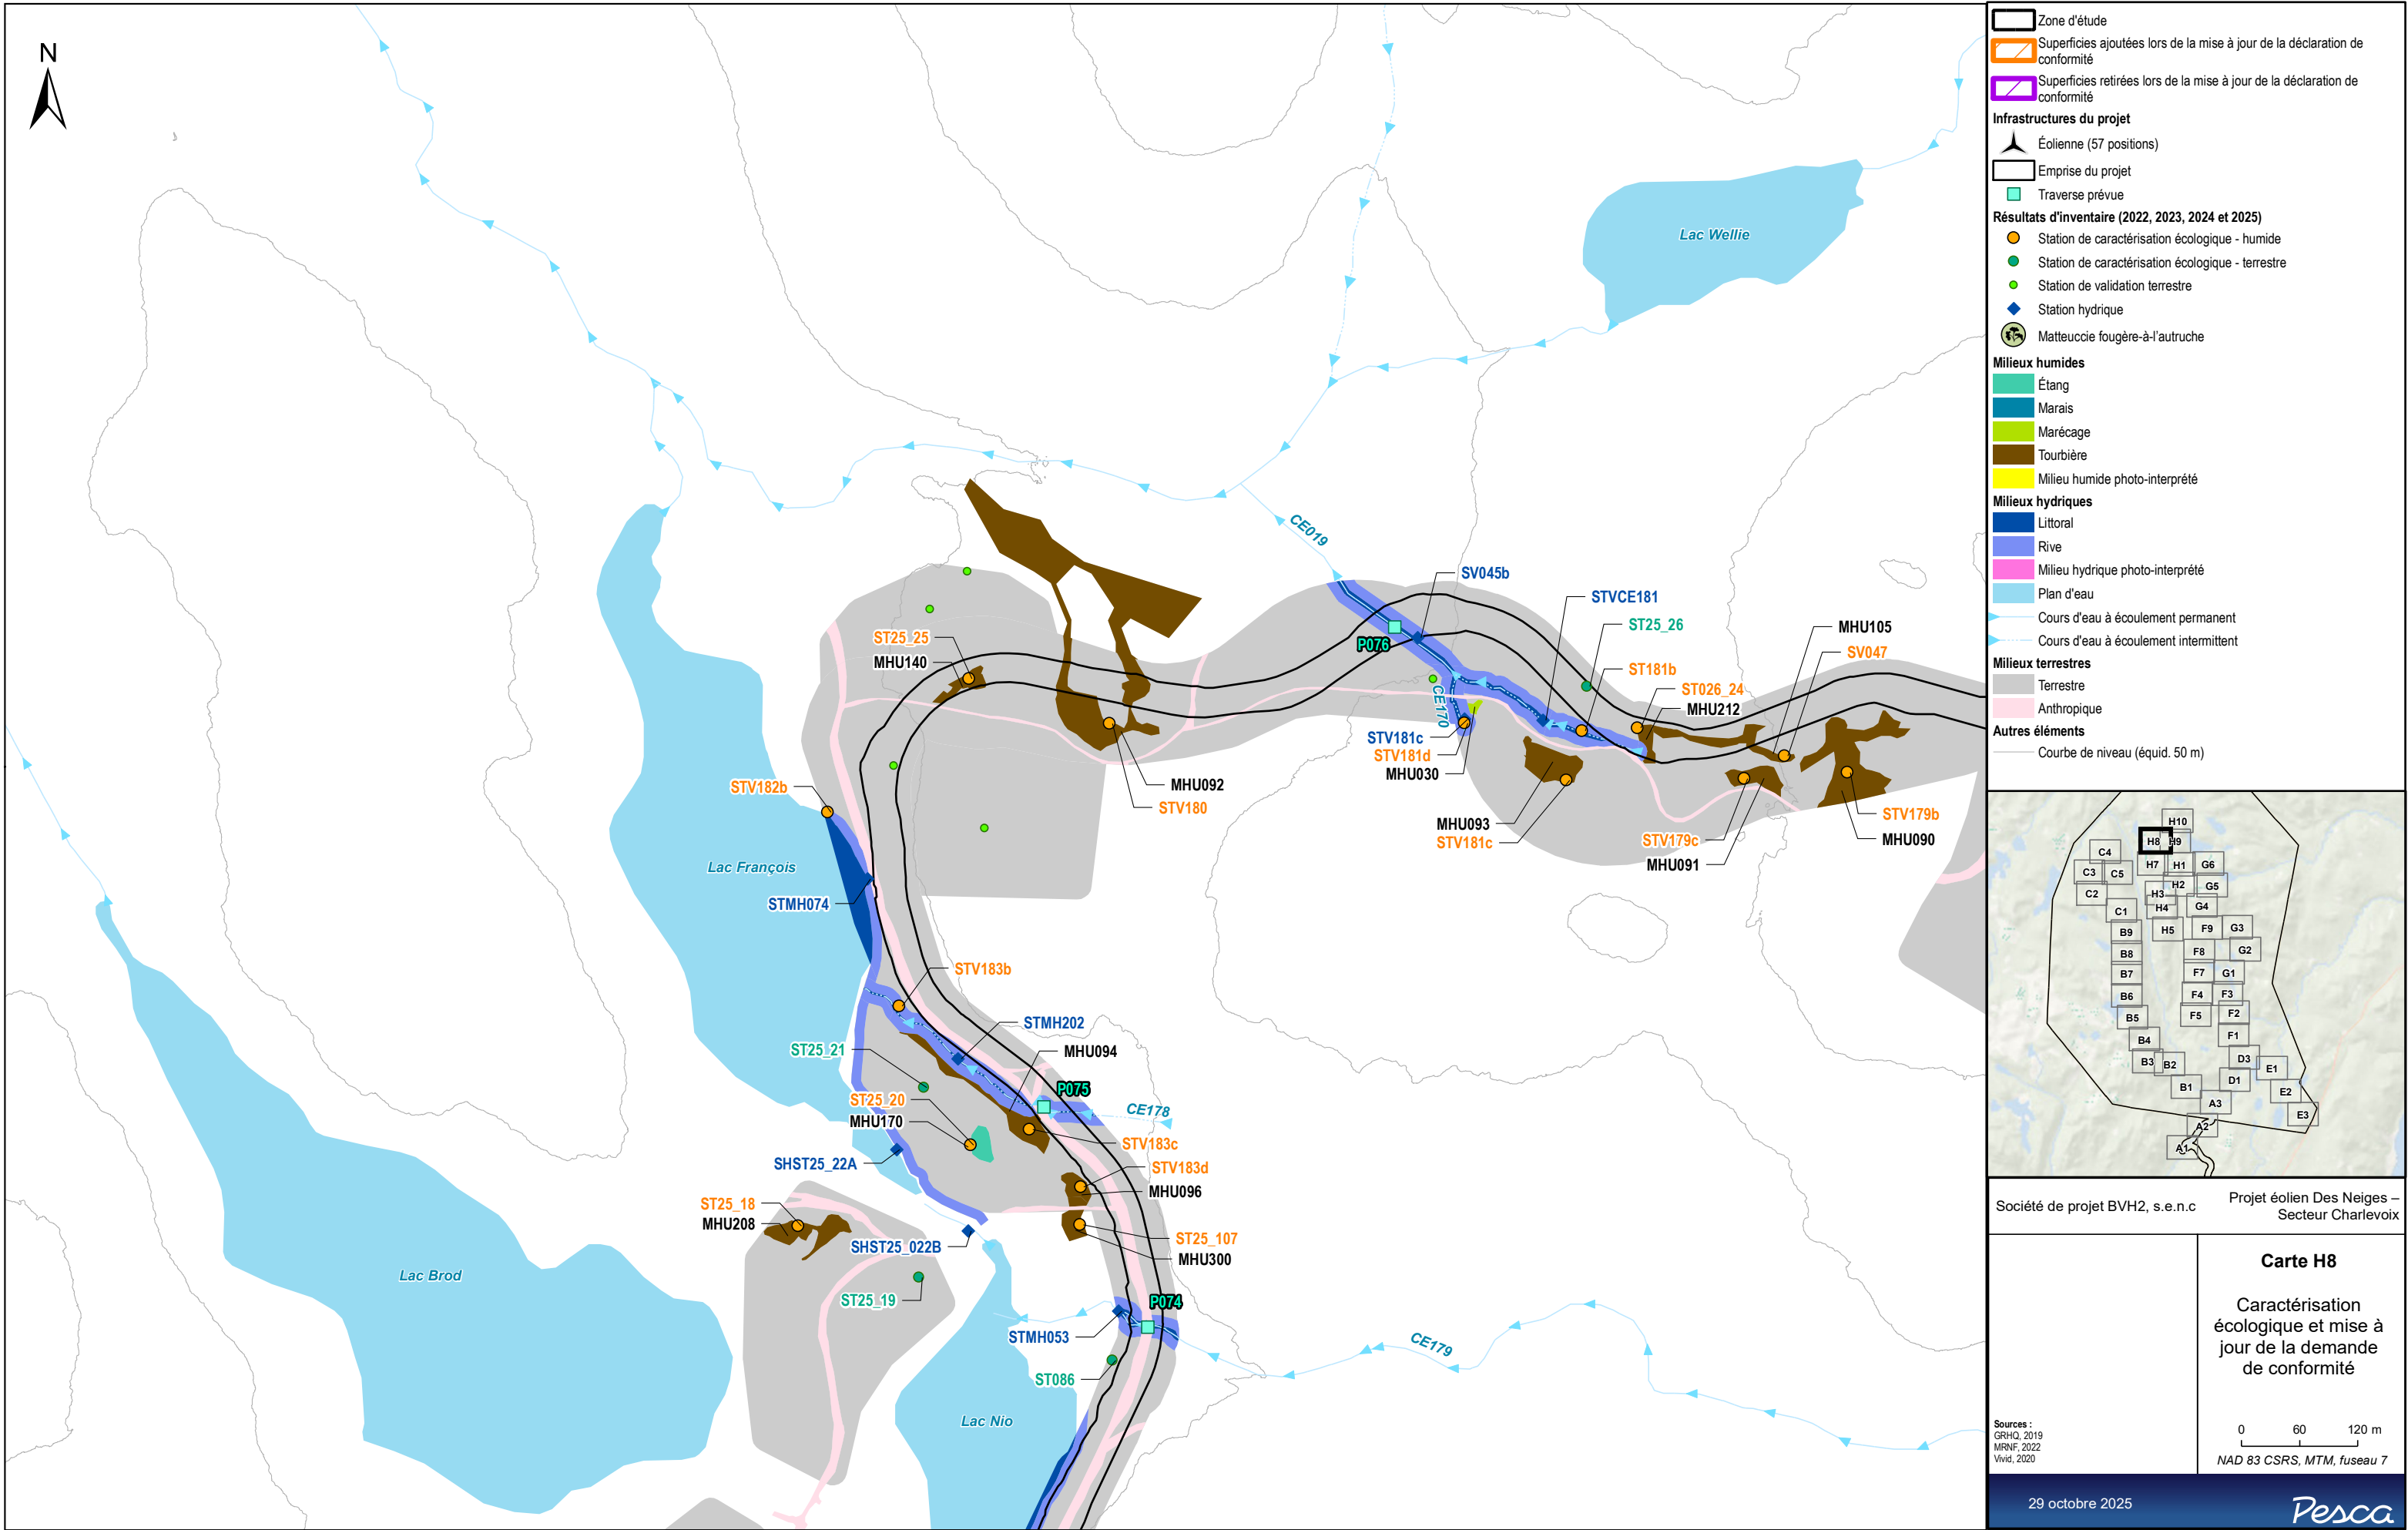 N
Lac Wellie
CE019
SV045b
STVCE181
ST25_26
P076
MHU105
SV047
ST25_25
MHU140
ST181b
ST026_24
MHU212
CE170
STV181c
STV181d
MHU030
MHU092
STV180
STV182b
MHU093
STV181c
STV179b
MHU090
STV179c
MHU091
Lac François
STMH074
STV183b
STMH202
ST25_21
MHU094
P075
ST25_20
CE178
MHU170
STV183c
SHST25_22A
STV183d
MHU096
ST25_18
MHU208
ST25_107
SHST25_022B
MHU300
Lac Brod
ST25_19
P074
STMH053
CE179
ST086
Lac Nio
Zone d'étude
Superficies ajoutées lors de la mise à jour de la déclaration de
conformité
Superficies retirées lors de la mise à jour de la déclaration de
conformité
Infrastructures du projet
Éolienne (57 positions)
Emprise du projet
Traverse prévue
Résultats d'inventaire (2022, 2023, 2024 et 2025)
Station de caractérisation écologique - humide
Station de caractérisation écologique - terrestre
Station de validation terrestre
Station hydrique
Matteuccie fougère-à-l'autruche
Milieux humides
Étang
Marais
Marécage
Tourbière
Milieu humide photo-interprété
Milieux hydriques
Littoral
Rive
Milieu hydrique photo-interprété
Plan d'eau
Cours d'eau à écoulement permanent
Cours d'eau à écoulement intermittent
Milieux terrestres
Terrestre
Anthropique
Autres éléments
Courbe de niveau (équid. 50 m)
H10
H8
H9
C4
H7
H1
G6
C3
C5
H2
G5
C2
H3
H4
G4
C1
B9
H5
F9
G3
B8
F8
G2
B7
F7
G1
B6
F4
F3
B5
F5
F2
B4
F1
B3
B2
D3
E1
B1
D1
E2
A3
E3
A2
A1
Société de projet BVH2, s.e.n.c
Projet éolien Des Neiges –
Secteur Charlevoix
Carte H8
Caractérisation
écologique et mise à
jour de la demande
de conformité
Sources :
GRHQ, 2019
MRNF, 2022
Vivid, 2020
0 60 120 m
NAD 83 CSRS, MTM, fuseau 7
29 octobre 2025
Pesca